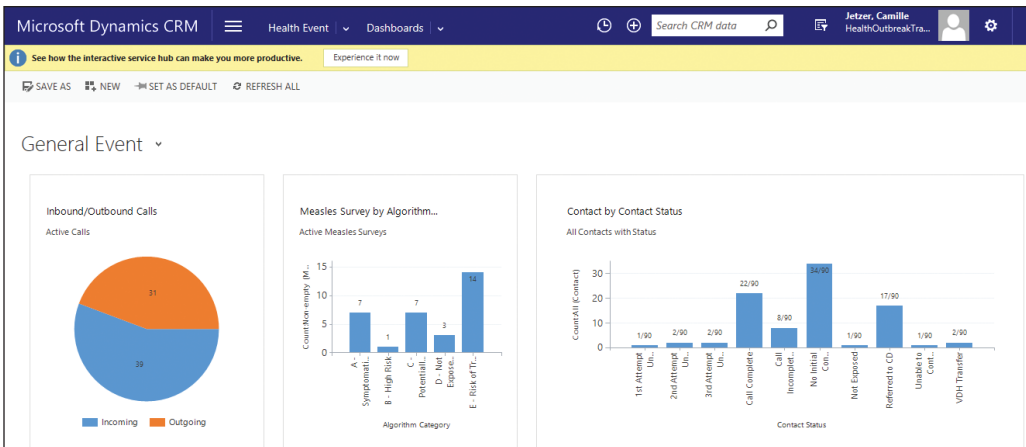 Microsoft Dynamics CRM
Health Event
Dashboards
Search CRM data
Jetzer, Camille
HealthOutbreakTra...
See how the interactive service hub can make you more productive.
Experience it now
SAVE AS
NEW
SET AS DEFAULT
REFRESH ALL
General Event
Inbound/Outbound Calls
Active Calls
31
39
Incoming
Outgoing
Measles Survey by Algorithm...
Active Measles Surveys
Count:Non-empty (M...
15
10
5
0
7
1
7
3
14
A -
Symptomati...
B - High Risk
C -
Potentiall...
D - Not
Expose...
E - Risk of Tr...
Algorithm Category
Contact by Contact Status
All Contacts with Status
Count:All (Contact)
30
20
10
0
1/90
2/90
2/90
22/90
8/90
34/90
1/90
17/90
1/90
2/90
1st Attempt
Un...
2nd Attempt
Un...
3rd Attempt
Un...
Call Complete
Call
Incomplet...
No Initial
Con...
Not Exposed
Referred to CD
Unable to
Cont...
VDH Transfer
Contact Status